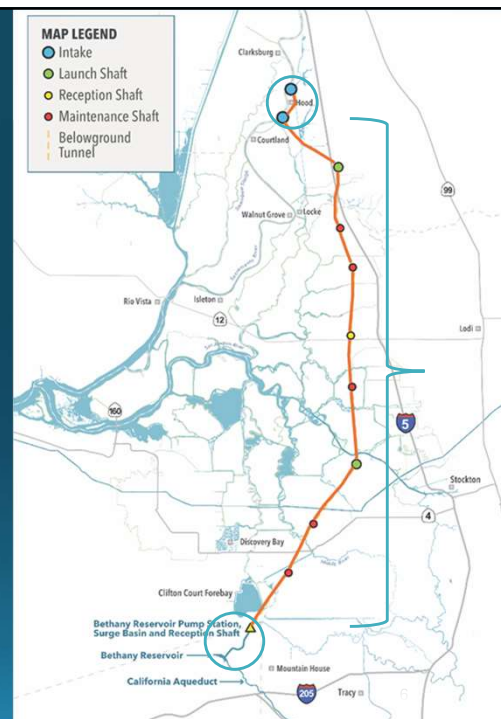 MAP LEGEND
Intake
Launch Shaft
Reception Shaft
Maintenance Shaft
Belowground
Tunnel
Clarksburg
Hood
Courtland
99
Walnut Grove
Locke
Rio Vista
Isleton
12
Lodi
160
5
Stockton
4
Discovery Bay
Clifton Court Forebay
Bethany Reservoir Pump Station,
Surge Basin and Reception Shaft
Bethany Reservoir
Mountain House
California Aqueduct
205
Tracy